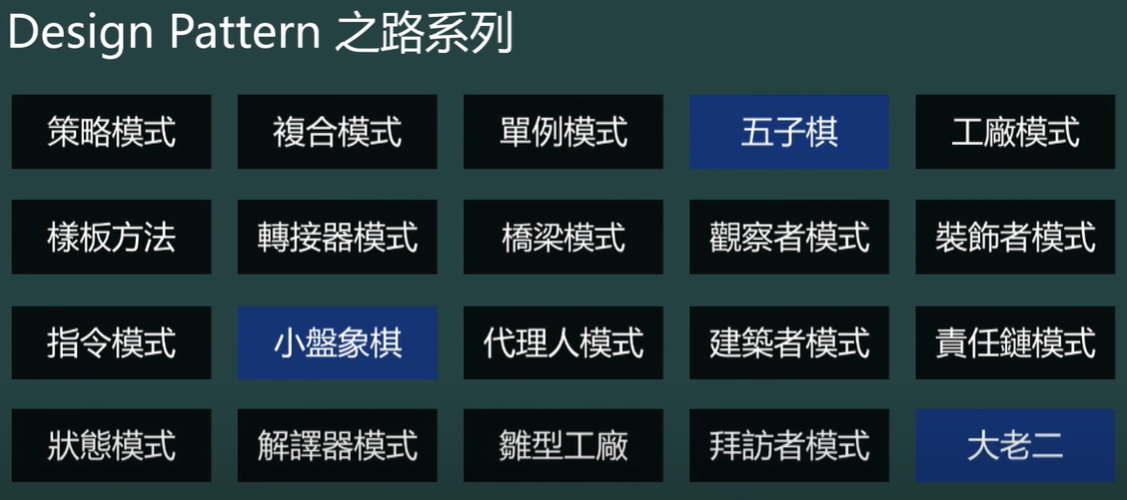 Design Pattern 之路系列
策略模式 複合模式 單例模式 五子棋 工廠模式
樣板方法 轉接器模式 橋梁模式 觀察者模式 裝飾者模式
指令模式 小盤象棋 代理人模式 建築者模式 責任鏈模式
狀態模式 解譯器模式 雛型工廠 拜訪者模式 大老二